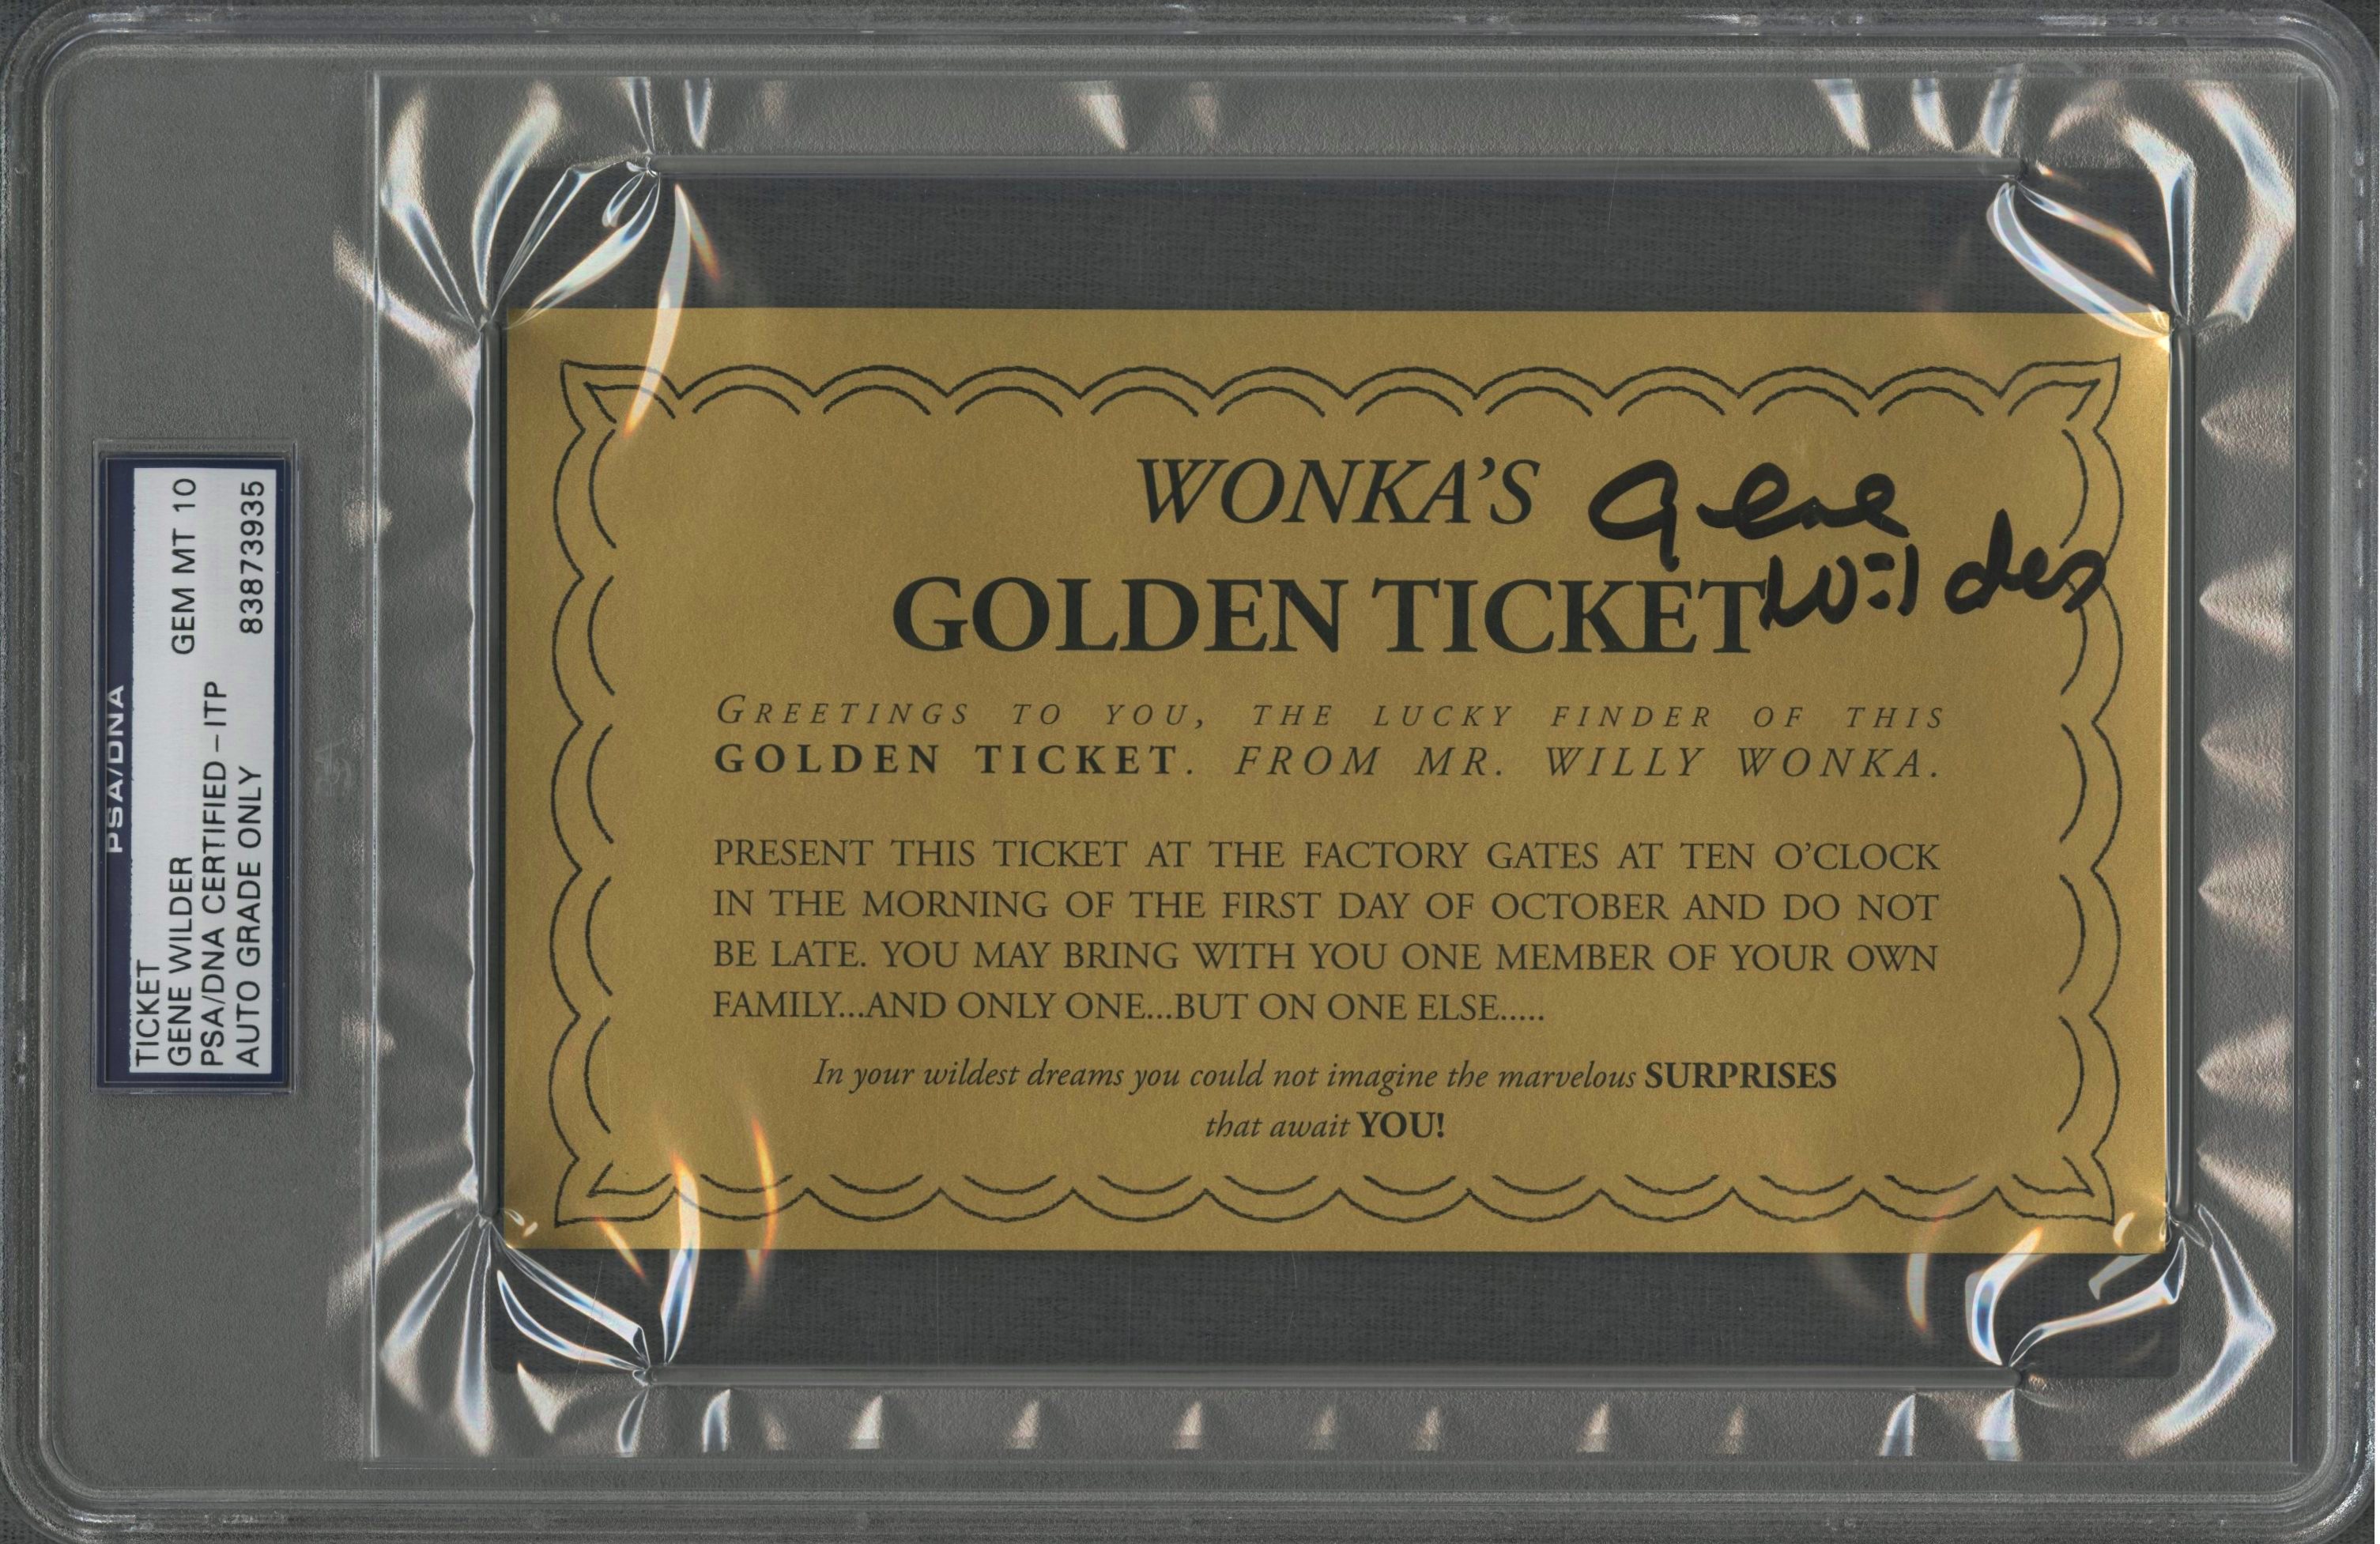 PSA/DNA
TICKET GEM MT 10
GENE WILDER
PSA/DNA CERTIFIED – ITP
AUTO GRADE ONLY 83873935
WONKA'S
Gene
Wilder
GOLDEN TICKET
GREETINGS TO YOU, THE LUCKY FINDER OF THIS
GOLDEN TICKET. FROM MR. WILLY WONKA.
PRESENT THIS TICKET AT THE FACTORY GATES AT TEN O'CLOCK
IN THE MORNING OF THE FIRST DAY OF OCTOBER AND DO NOT
BE LATE. YOU MAY BRING WITH YOU ONE MEMBER OF YOUR OWN
FAMILY...AND ONLY ONE...BUT ON ONE ELSE.....
In your wildest dreams you could not imagine the marvelous SURPRISES
that await YOU!